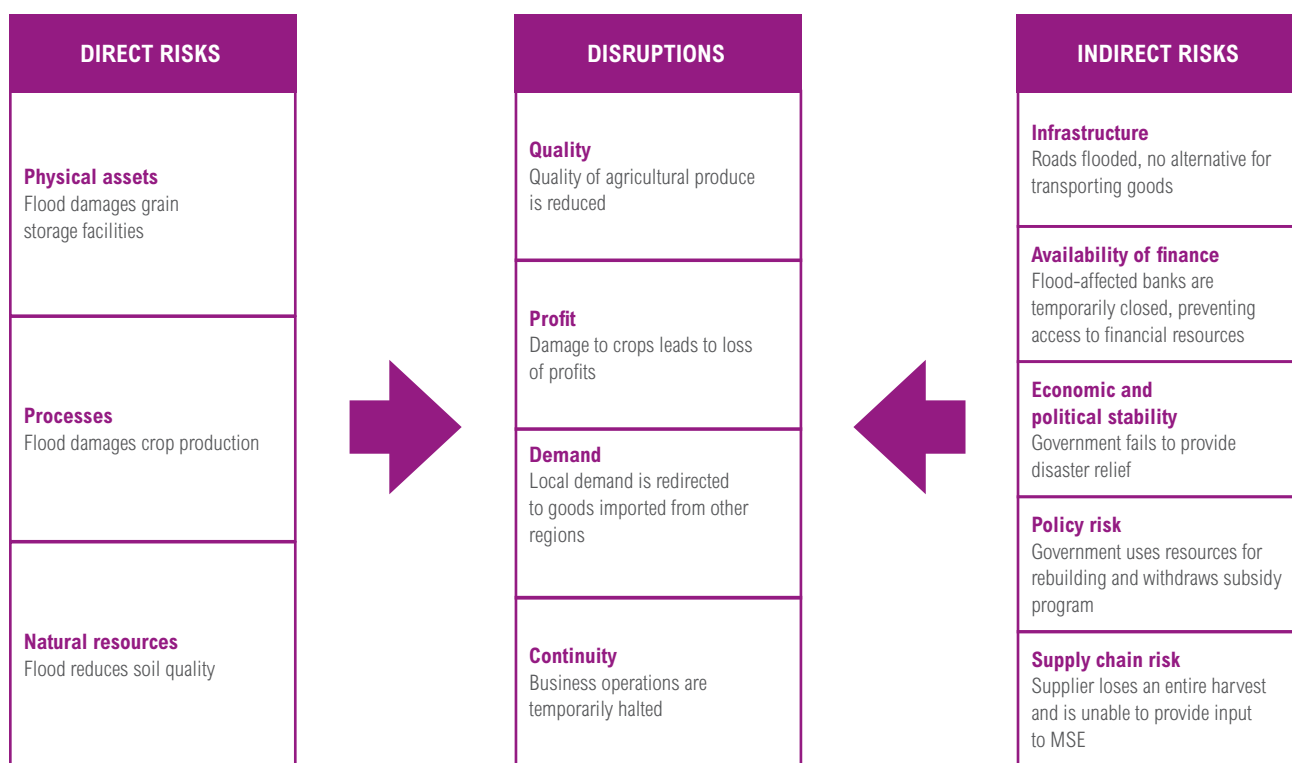 DIRECT RISKS
Physical assets
Flood damages grain
storage facilities
Processes
Flood damages crop production
Natural resources
Flood reduces soil quality
DISRUPTIONS
Quality
Quality of agricultural produce
is reduced
Profit
Damage to crops leads to loss
of profits
Demand
Local demand is redirected
to goods imported from other
regions
Continuity
Business operations are
temporarily halted
INDIRECT RISKS
Infrastructure
Roads flooded, no alternative for
transporting goods
Availability of finance
Flood-affected banks are
temporarily closed, preventing
access to financial resources
Economic and
political stability
Government fails to provide
disaster relief
Policy risk
Government uses resources for
rebuilding and withdraws subsidy
program
Supply chain risk
Supplier loses an entire harvest
and is unable to provide input
to MSE